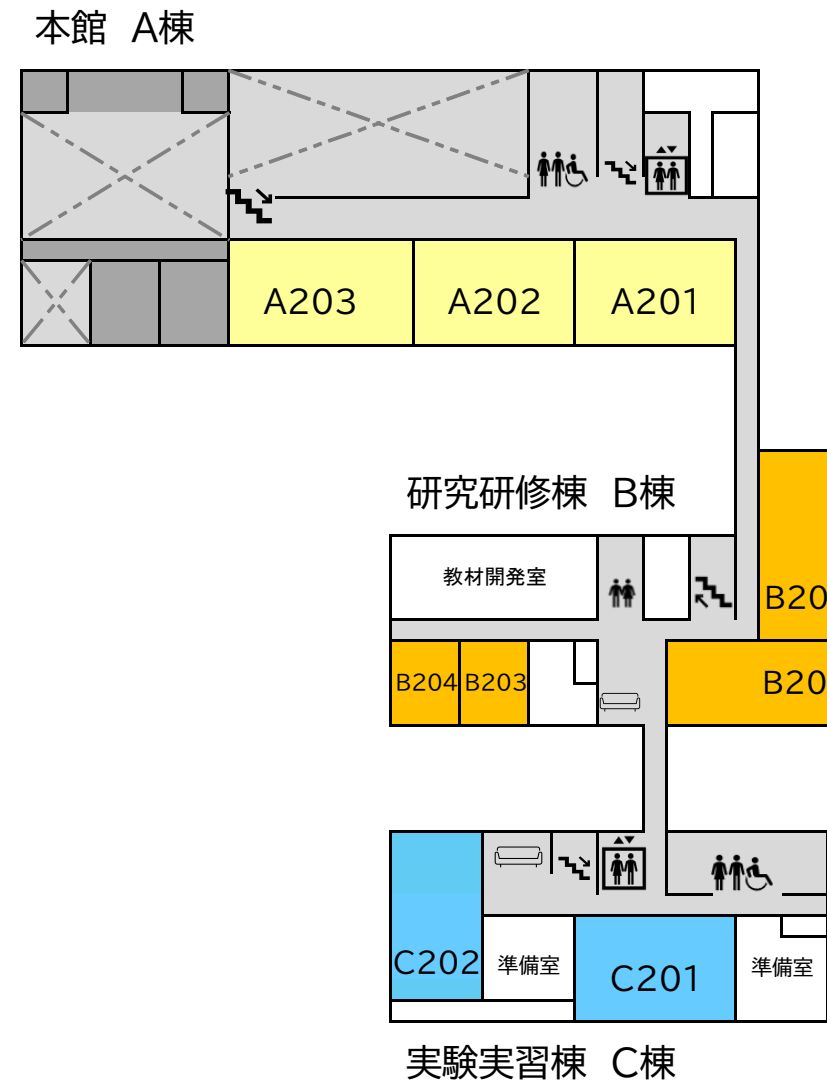 本館 A棟
A203
A202
A201
研究研修棟 B棟
教材開発室
B20
B204
B203
B20
C202
準備室
C201
準備室
実験実習棟 C棟